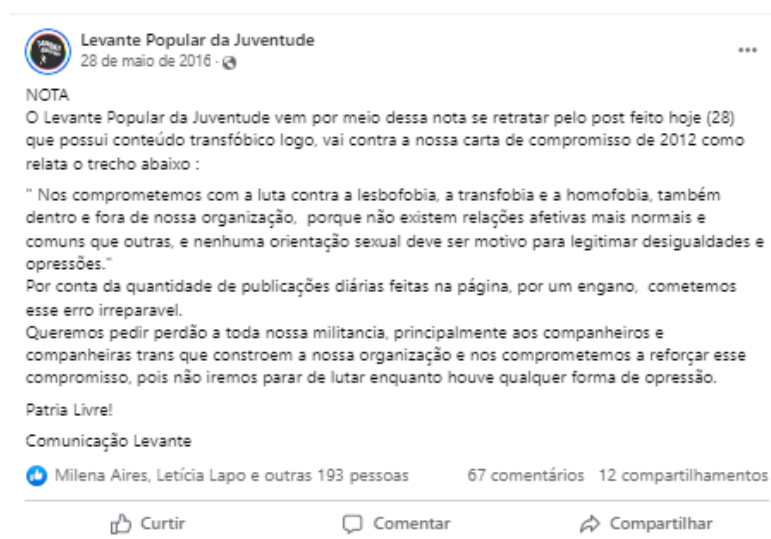 Levante Popular da Juventude
28 de maio de 2016 ·
NOTA
O Levante Popular da Juventude vem por meio dessa nota se retratar pelo post feito hoje (28)
que possui conteúdo transfóbico logo, vai contra a nossa carta de compromisso de 2012 como
relata o trecho abaixo :
" Nos comprometemos com a luta contra a lesbofobia, a transfobia e a homofobia, também
dentro e fora de nossa organização, porque não existem relações afetivas mais normais e
comuns que outras, e nenhuma orientação sexual deve ser motivo para legitimar desigualdades e
opressões."
Por conta da quantidade de publicações diárias feitas na página, por um engano, cometemos
esse erro irreparavel.
Queremos pedir perdão a toda nossa militancia, principalmente aos companheiros e
companheiras trans que constroem a nossa organização e nos comprometemos a reforçar esse
compromisso, pois não iremos parar de lutar enquanto houve qualquer forma de opressão.
Patria Livre!
Comunicação Levante
Milena Aires, Letícia Lapo e outras 193 pessoas 67 comentários 12 compartilhamentos
Curtir Comentar Compartilhar